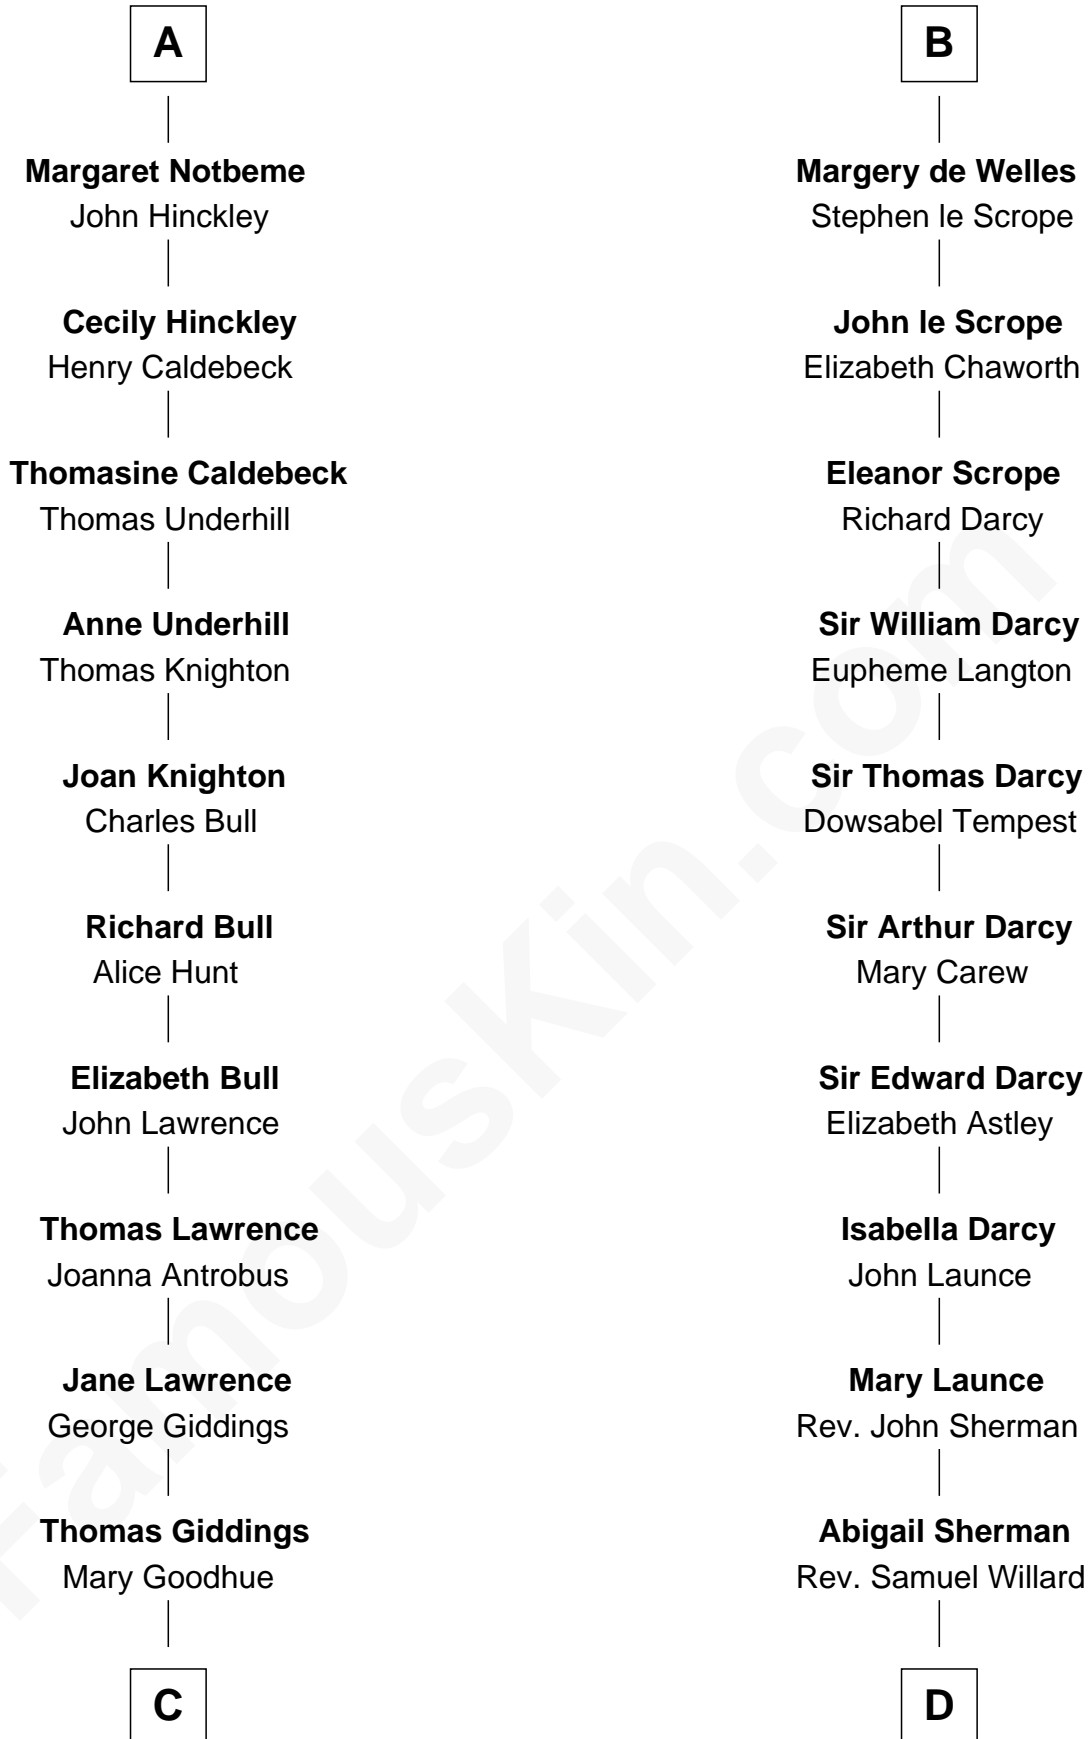 A
Margaret Notbeme
John Hinckley
Cecily Hinckley
Henry Caldebeck
Thomasine Caldebeck
Thomas Underhill
Anne Underhill
Thomas Knighton
Joan Knighton
Charles Bull
Richard Bull
Alice Hunt
Elizabeth Bull
John Lawrence
Thomas Lawrence
Joanna Antrobus
Jane Lawrence
George Giddings
Thomas Giddings
Mary Goodhue
C
B
Margery de Welles
Stephen le Scrope
John le Scrope
Elizabeth Chaworth
Eleanor Scrope
Richard Darcy
Sir William Darcy
Eupheme Langton
Sir Thomas Darcy
Dowsabel Tempest
Sir Arthur Darcy
Mary Carew
Sir Edward Darcy
Elizabeth Astley
Isabella Darcy
John Launce
Mary Launce
Rev. John Sherman
Abigail Sherman
Rev. Samuel Willard
D
FamousKin.com